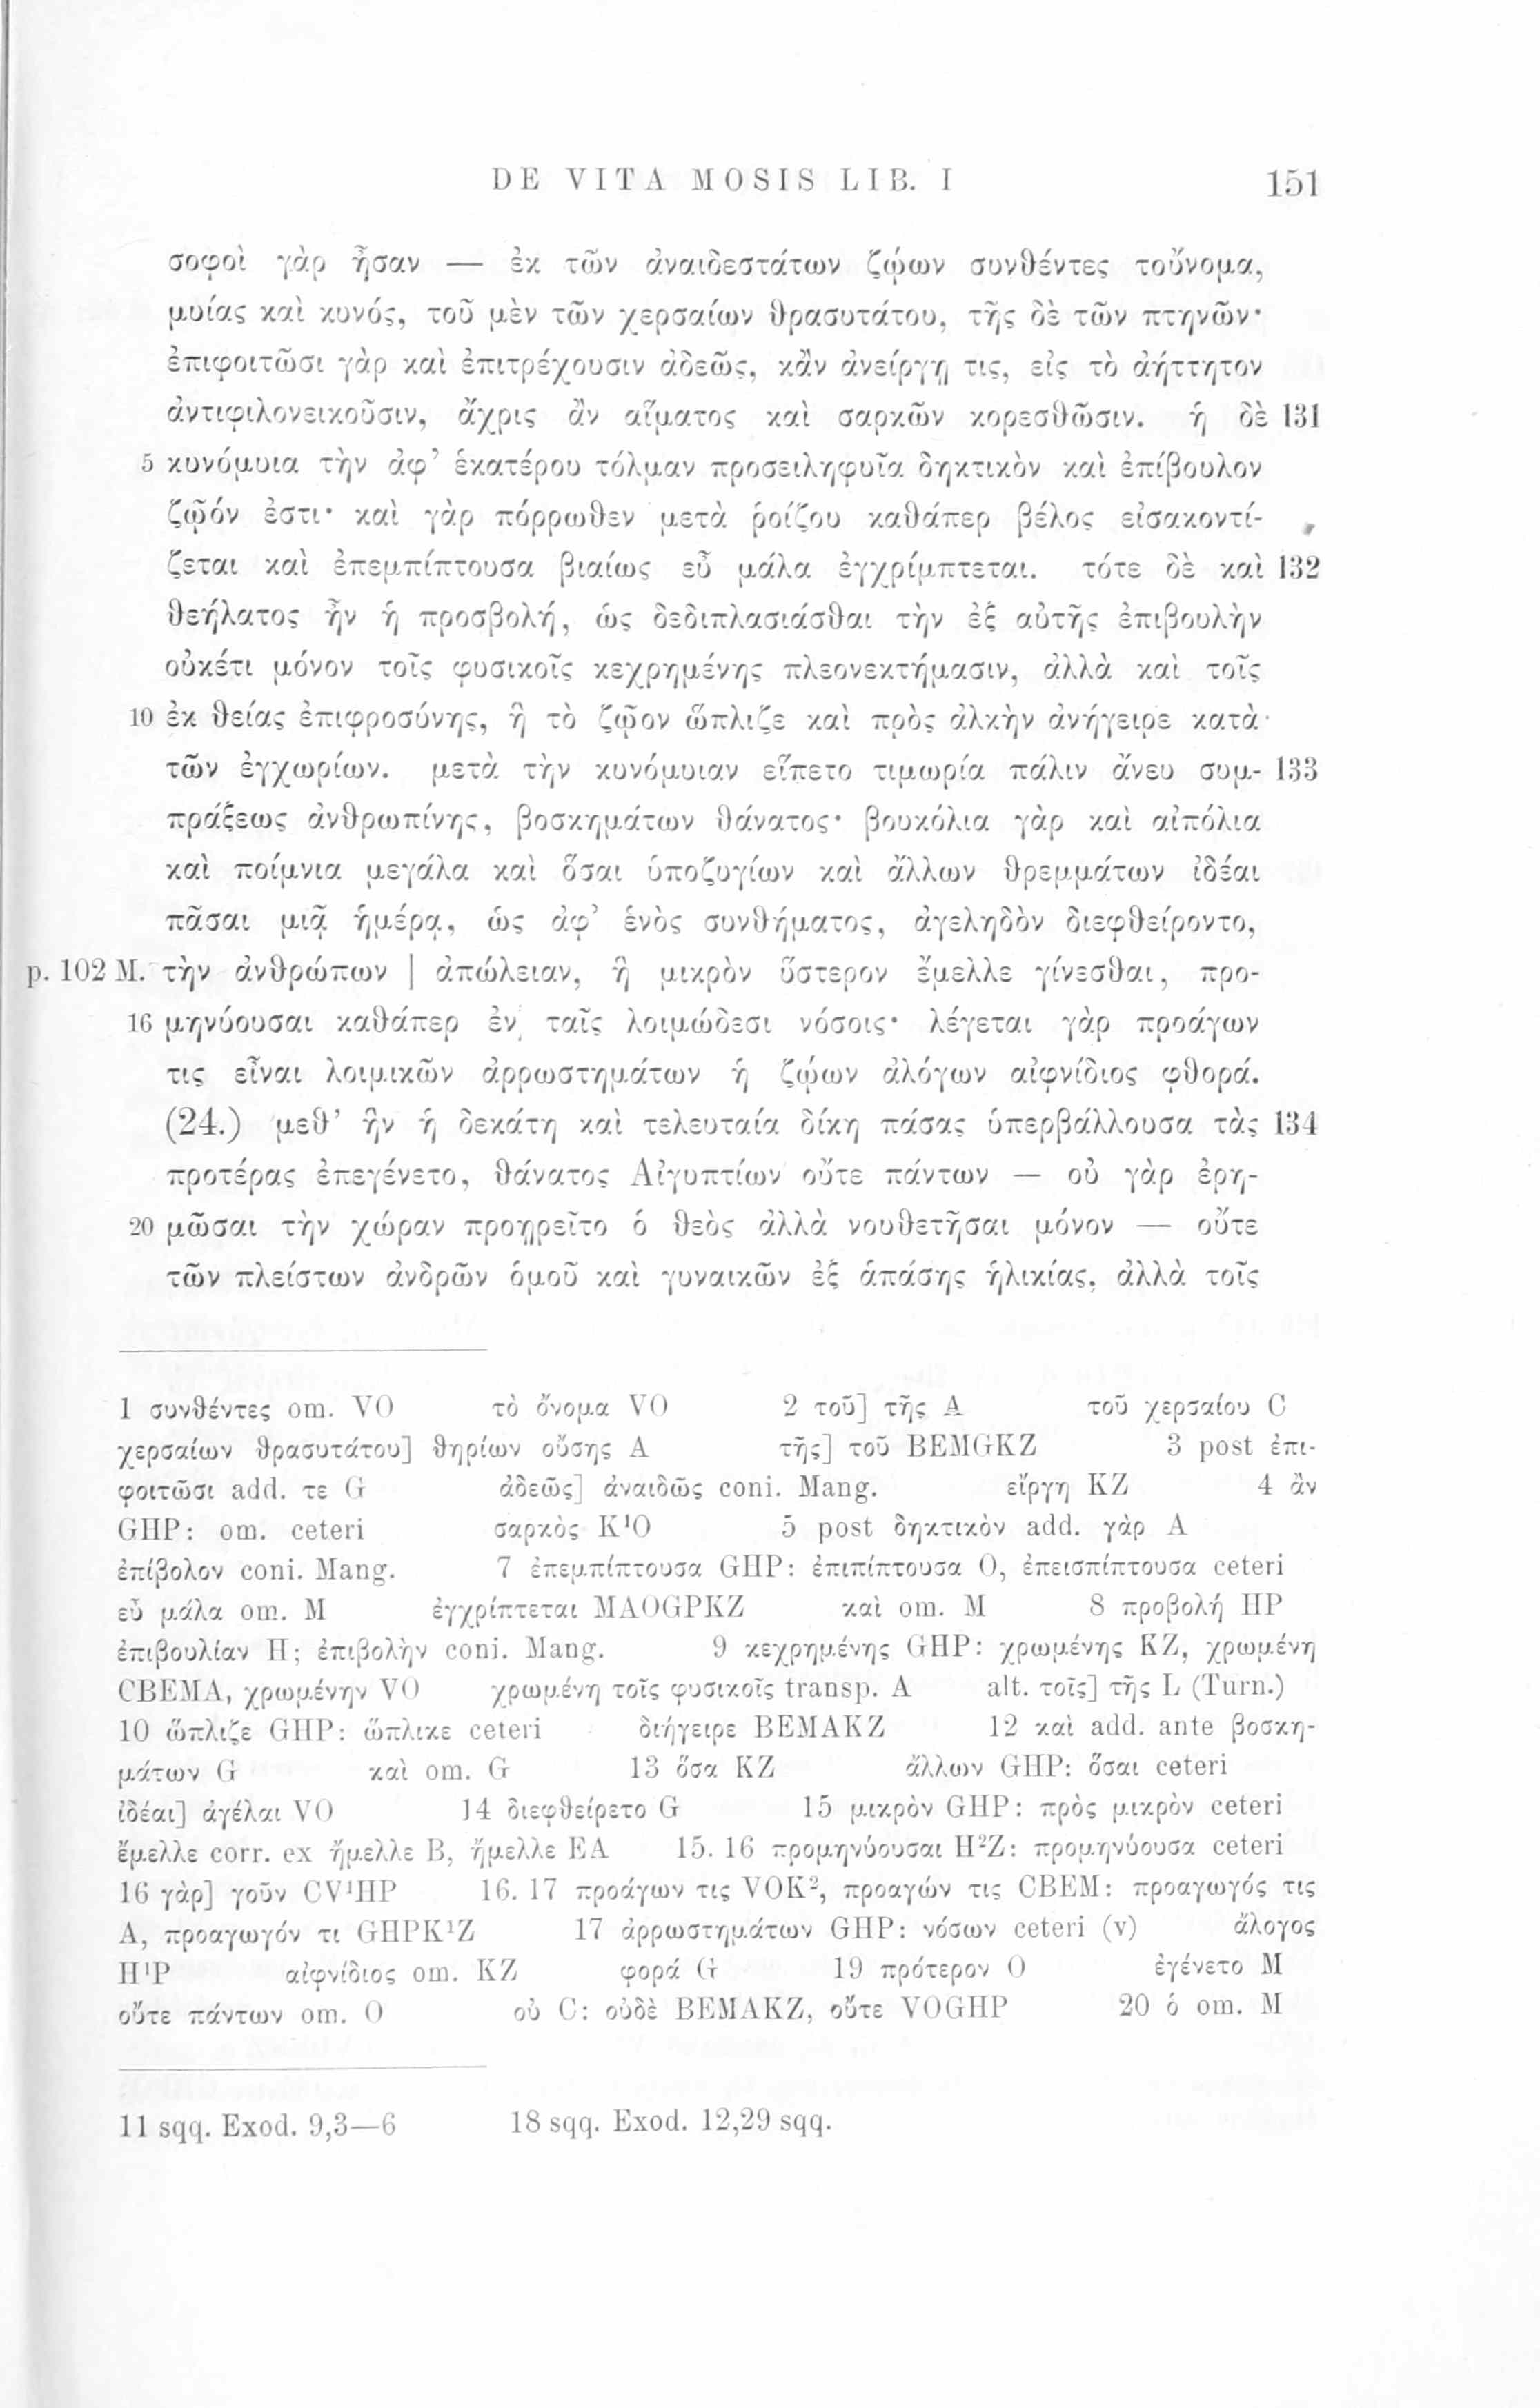 DE VITA MOSIS LIB. I 151
σοφοὶ γὰρ ἦσαν — ἐκ τῶν ἀναιδεστάτων ζῴων συνθέντες τοὔνομα,
μυίας καὶ κυνός, τοῦ μὲν τῶν χερσαίων θρασυτάτου, τῆς δὲ τῶν πτηνῶν·
ἐπιφοιτῶσι γὰρ καὶ ἐπιτρέχουσιν ἀδεῶς, κἂν ἀνείργῃ τις, εἰς τὸ ἀήττητον
ἀντιφιλονεικοῦσιν, ἄχρις ἂν αἵματος καὶ σαρκῶν κορεσθῶσιν. ἡ δὲ 131
5 κυνόμυια τὴν ἀφ’ ἑκατέρου τόλμαν προσειληφυῖα δηκτικὸν καὶ ἐπίβουλον
ζῷόν ἐστι· καὶ γὰρ πόρρωθεν μετὰ ῥοίζου καθάπερ βέλος εἰσακοντί-
ζεται καὶ ἐπεμπίπτουσα βιαίως εὖ μάλα ἐγχρίμπτεται. τότε δὲ καὶ 132
θεήλατος ἦν ἡ προσβολή, ὡς δεδιπλασιάσθαι τὴν ἐξ αὐτῆς ἐπιβουλὴν
οὐκέτι μόνον τοῖς φυσικοῖς κεχρημένης πλεονεκτήμασιν, ἀλλὰ καὶ τοῖς
10 ἐκ θείας ἐπιφροσύνης, ἣ τὸ ζῷον ὥπλιζε καὶ πρὸς ἀλκὴν ἀνήγειρε κατὰ
τῶν ἐγχωρίων. μετὰ τὴν κυνόμυιαν εἵπετο τιμωρία πάλιν ἄνευ συμ- 133
πράξεως ἀνθρωπίνης, βοσκημάτων θάνατος· βουκόλια γὰρ καὶ αἰπόλια
καὶ ποίμνια μεγάλα καὶ ὅσαι ὑποζυγίων καὶ ἄλλων θρεμμάτων ἰδέαι
πᾶσαι μιᾷ ἡμέρᾳ, ὡς ἀφ’ ἑνὸς συνθήματος, ἀγεληδὸν διεφθείροντο,
p. 102 M. τὴν ἀνθρώπων | ἀπώλειαν, ἣ μικρὸν ὕστερον ἔμελλε γίνεσθαι, προ-
16 μηνύουσαι καθάπερ ἐν ταῖς λοιμώδεσι νόσοις· λέγεται γὰρ προάγων
τις εἶναι λοιμικῶν ἀρρωστημάτων ἡ ζῴων ἀλόγων αἰφνίδιος φθορά.
(24.) μεθ’ ἣν ἡ δεκάτη καὶ τελευταία δίκη πάσας ὑπερβάλλουσα τὰς 134
προτέρας ἐπεγένετο, θάνατος Αἰγυπτίων οὔτε πάντων — οὐ γὰρ ἐρη-
20 μῶσαι τὴν χώραν προῃρεῖτο ὁ θεὸς ἀλλὰ νουθετῆσαι μόνον — οὔτε
τῶν πλείστων ἀνδρῶν ὁμοῦ καὶ γυναικῶν ἐξ ἁπάσης ἡλικίας, ἀλλὰ τοῖς
1 συνθέντες om. VO τὸ ὄνομα VO 2 τοῦ] τῆς A τοῦ χερσαίου C
χερσαίων θρασυτάτου] θηρίων οὔσης A τῆς] τοῦ BEMGKZ 3 post ἐπι-
φοιτῶσι add. τε G ἀδεῶς] ἀναιδῶς coni. Mang. εἴργῃ KZ 4 ἂν
GHP: om. ceteri σαρκὸς K¹O 5 post δηκτικὸν add. γὰρ A
ἐπίβολον coni. Mang. 7 ἐπεμπίπτουσα GHP: ἐπιπίπτουσα O, ἐπεισπίπτουσα ceteri
εὖ μάλα om. M ἐγχρίπτεται MAOGPKZ καὶ om. M 8 προβολή HP
ἐπιβουλίαν H; ἐπιβολὴν coni. Mang. 9 κεχρημένης GHP: χρωμένης KZ, χρωμένη
CBEMA, χρωμένην VO χρωμένη τοῖς φυσικοῖς transp. A alt. τοῖς] τῆς L (Turn.)
10 ὥπλιζε GHP: ὥπλικε ceteri διήγειρε BEMAKZ 12 καὶ add. ante βοσκη-
μάτων G καὶ om. G 13 ὅσα KZ ἄλλων GHP: ὅσαι ceteri
ἰδέαι] ἀγέλαι VO 14 διεφθείρετο G 15 μικρὸν GHP: πρὸς μικρὸν ceteri
ἔμελλε corr. ex ἤμελλε B, ἤμελλε EA 15. 16 προμηνύουσαι H²Z: προμηνύουσα ceteri
16 γὰρ] γοῦν CV¹HP 16. 17 προάγων τις VOK², προαγών τις CBEM: προαγωγός τις
A, προαγωγόν τι GHPK¹Z 17 ἀρρωστημάτων GHP: νόσων ceteri (v) ἄλογος
H¹P αἰφνίδιος om. KZ φορά G 19 πρότερον O ἐγένετο M
οὔτε πάντων om. O οὐ C: οὐδὲ BEMAKZ, οὔτε VOGHP 20 ὁ om. M
11 sqq. Exod. 9,3—6 18 sqq. Exod. 12,29 sqq.